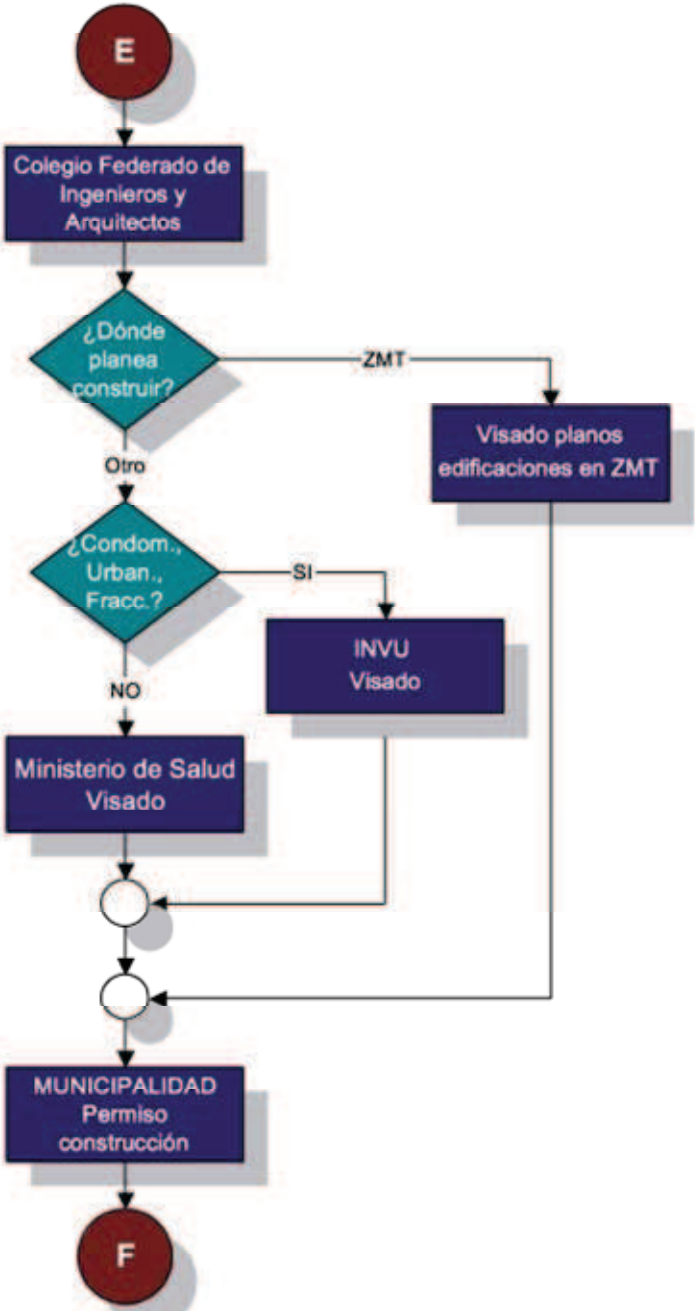 E
Colegio Federado de
Ingenieros y
Arquitectos
¿Dónde
planea
construir?
ZMT
Visado planos
edificaciones en ZMT
Otro
¿Condom.,
Urban.,
Fracc.?
SI
INVU
Visado
NO
Ministerio de Salud
Visado
MUNICIPALIDAD
Permiso
construcción
F